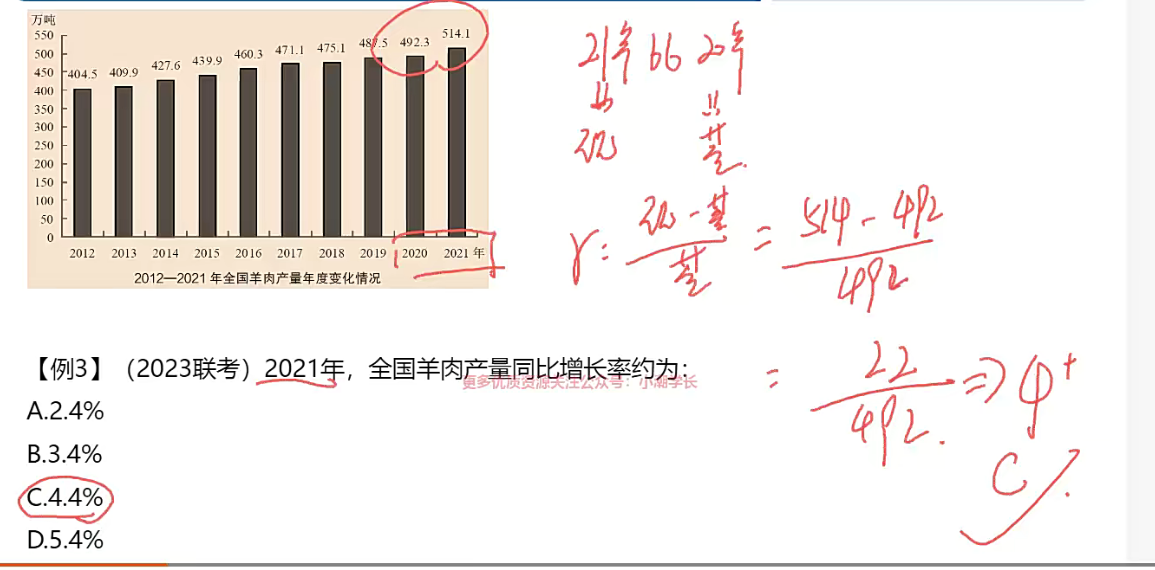 万吨
550
500
450
400
350
300
250
200
150
100
50
0
404.5 409.9 427.6 439.9 460.3 471.1 475.1 487.5 492.3 514.1
2012 2013 2014 2015 2016 2017 2018 2019 2020 2021 年
2012—2021 年全国羊肉产量年度变化情况
21年 比 20年
现 基
r = (现 - 基) / 基 = (514 - 492) / 492
= 22 / 492 => 4+
C
【例3】（2023联考）2021年，全国羊肉产量同比增长率约为：
更多优质资源关注公众号：小潮学长
A.2.4%
B.3.4%
C.4.4%
D.5.4%